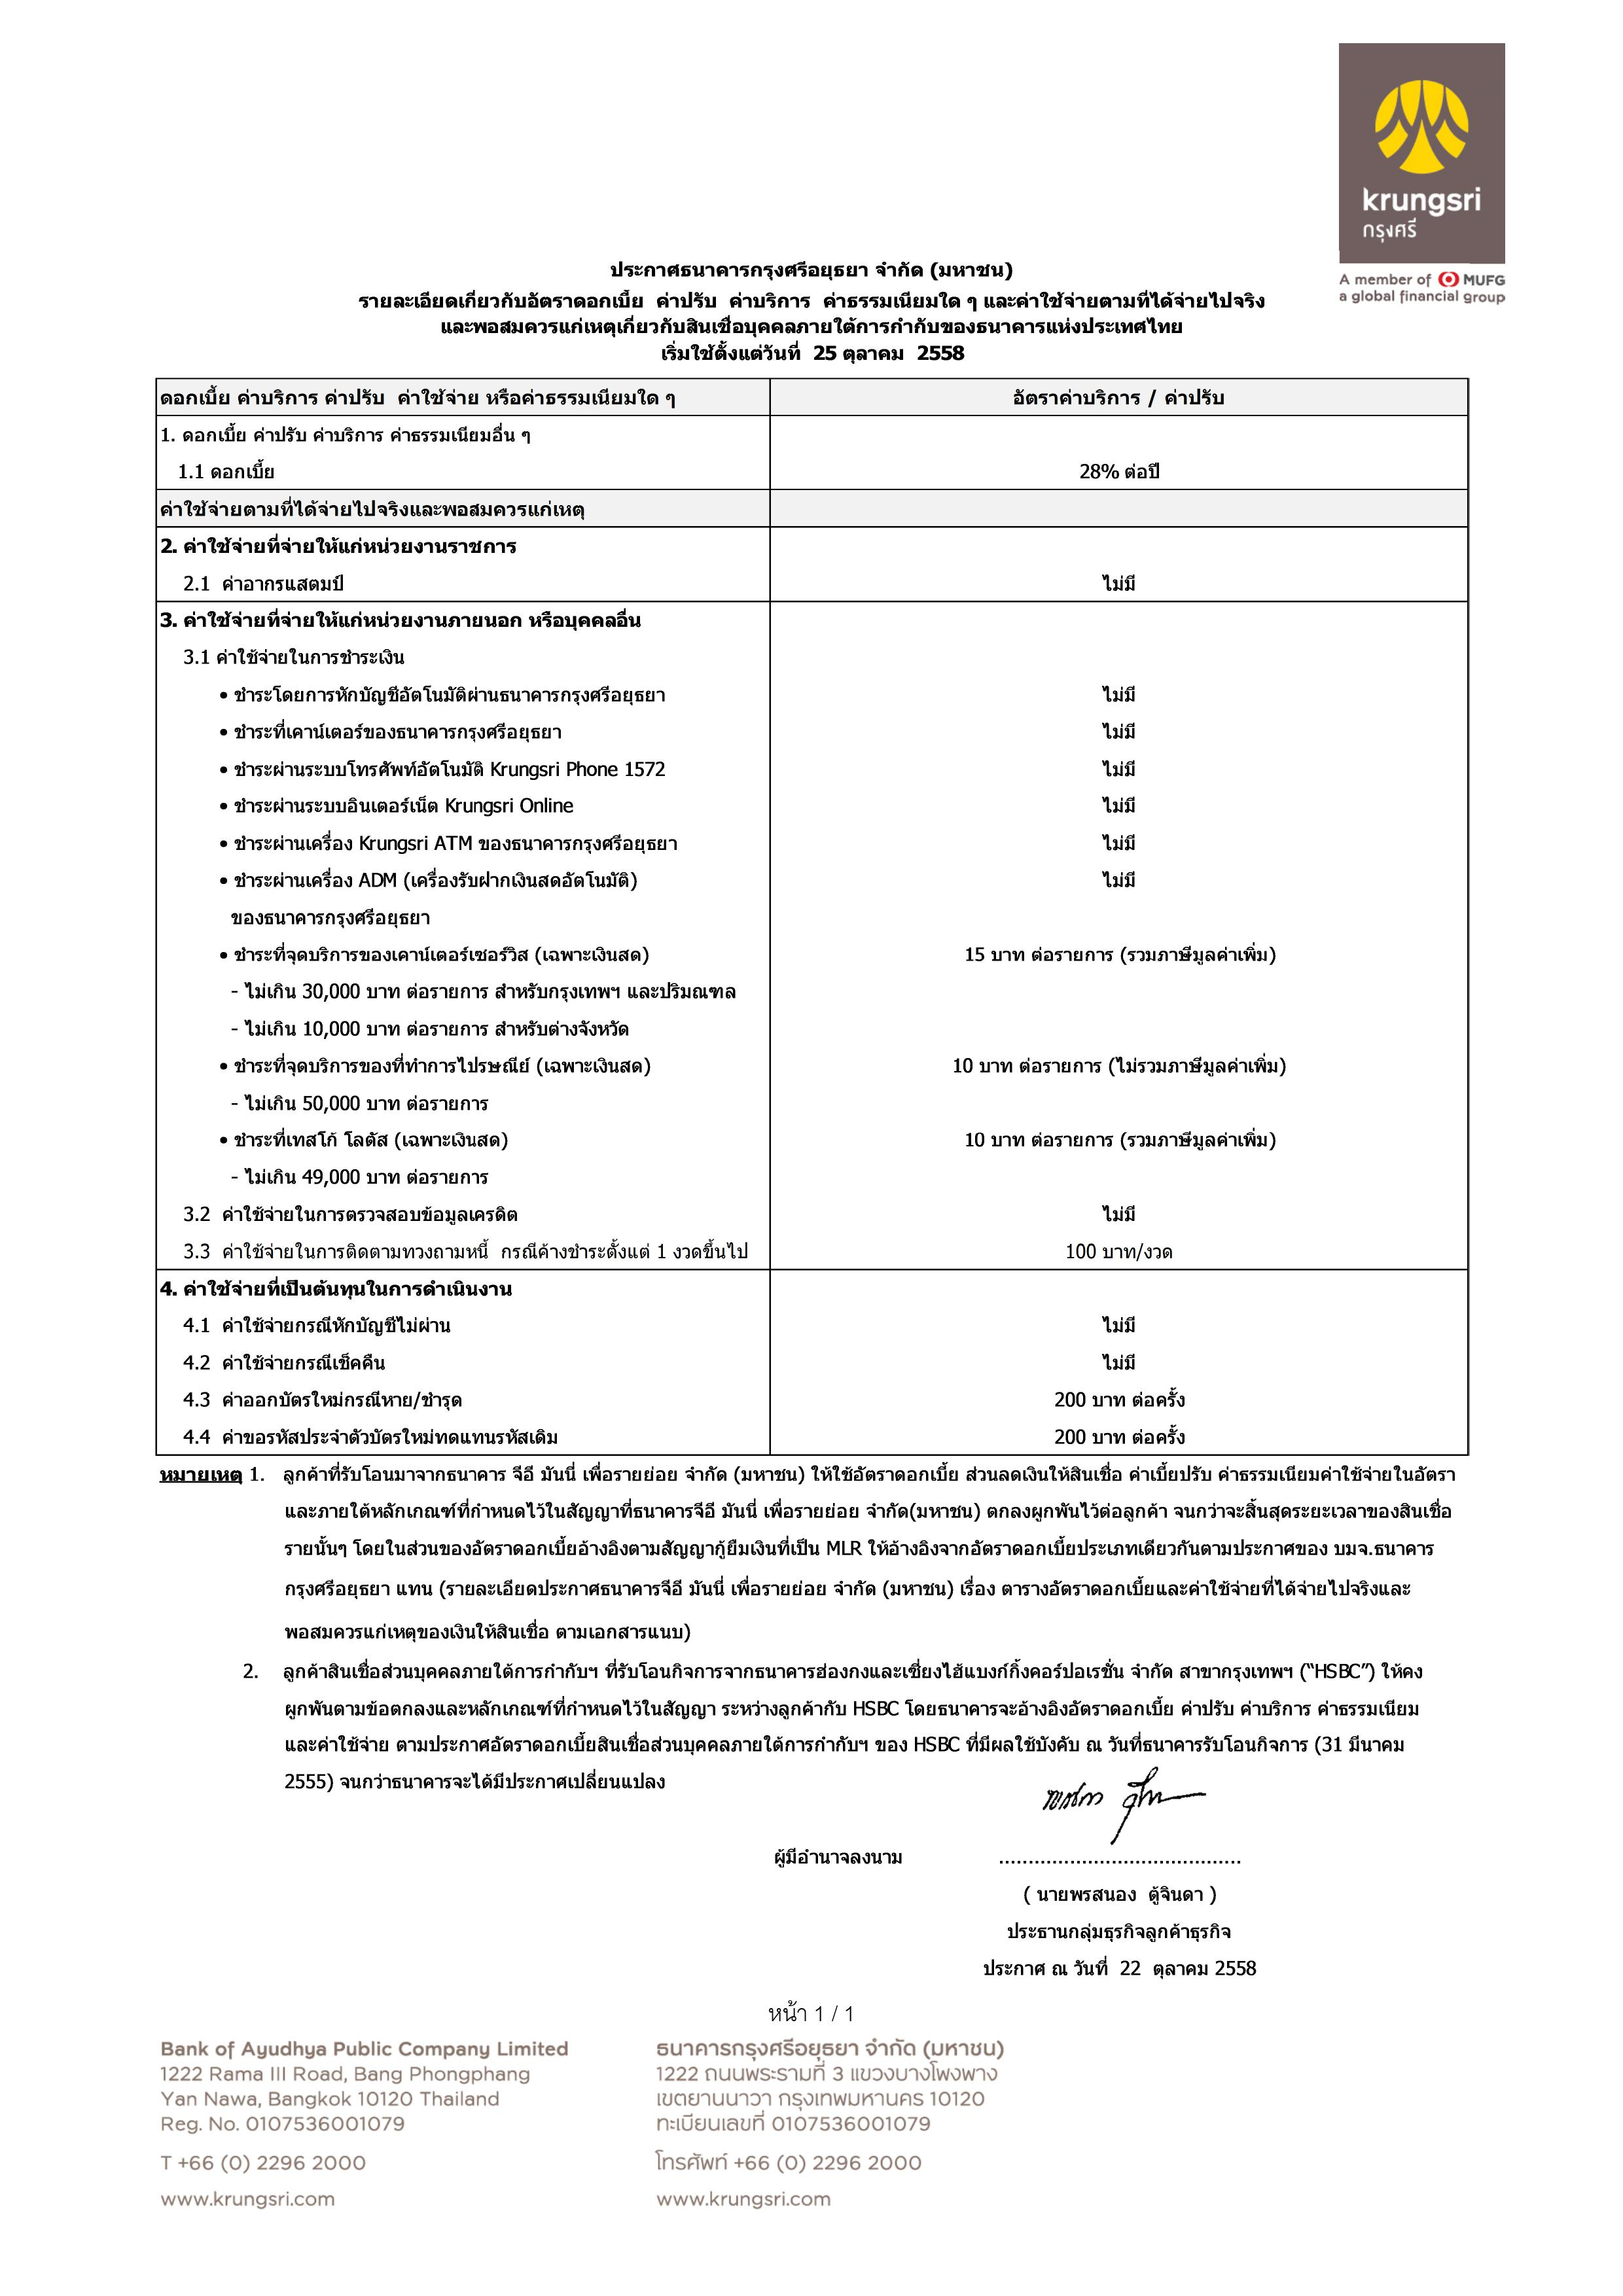 krungsri
กรุงศรี
A member of MUFG
a global financial group
ประกาศธนาคารกรุงศรีอยุธยา จำกัด (มหาชน)
รายละเอียดเกี่ยวกับอัตราดอกเบี้ย ค่าปรับ ค่าบริการ ค่าธรรมเนียมใด ๆ และค่าใช้จ่ายตามที่ได้จ่ายไปจริง
และพอสมควรแก่เหตุเกี่ยวกับสินเชื่อบุคคลภายใต้การกำกับของธนาคารแห่งประเทศไทย
เริ่มใช้ตั้งแต่วันที่ 25 ตุลาคม 2558
ดอกเบี้ย ค่าบริการ ค่าปรับ ค่าใช้จ่าย หรือค่าธรรมเนียมใด ๆ อัตราค่าบริการ / ค่าปรับ
1. ดอกเบี้ย ค่าปรับ ค่าบริการ ค่าธรรมเนียมอื่น ๆ
1.1 ดอกเบี้ย 28% ต่อปี
ค่าใช้จ่ายตามที่ได้จ่ายไปจริงและพอสมควรแก่เหตุ
2. ค่าใช้จ่ายที่จ่ายให้แก่หน่วยงานราชการ
2.1 ค่าอากรแสตมป์ ไม่มี
3. ค่าใช้จ่ายที่จ่ายให้แก่หน่วยงานภายนอก หรือบุคคลอื่น
3.1 ค่าใช้จ่ายในการชำระเงิน
• ชำระโดยการหักบัญชีอัตโนมัติผ่านธนาคารกรุงศรีอยุธยา ไม่มี
• ชำระที่เคาน์เตอร์ของธนาคารกรุงศรีอยุธยา ไม่มี
• ชำระผ่านระบบโทรศัพท์อัตโนมัติ Krungsri Phone 1572 ไม่มี
• ชำระผ่านระบบอินเตอร์เน็ต Krungsri Online ไม่มี
• ชำระผ่านเครื่อง Krungsri ATM ของธนาคารกรุงศรีอยุธยา ไม่มี
• ชำระผ่านเครื่อง ADM (เครื่องรับฝากเงินสดอัตโนมัติ) ไม่มี
ของธนาคารกรุงศรีอยุธยา
• ชำระที่จุดบริการของเคาน์เตอร์เซอร์วิส (เฉพาะเงินสด) 15 บาท ต่อรายการ (รวมภาษีมูลค่าเพิ่ม)
- ไม่เกิน 30,000 บาท ต่อรายการ สำหรับกรุงเทพฯ และปริมณฑล
- ไม่เกิน 10,000 บาท ต่อรายการ สำหรับต่างจังหวัด
• ชำระที่จุดบริการของที่ทำการไปรษณีย์ (เฉพาะเงินสด) 10 บาท ต่อรายการ (ไม่รวมภาษีมูลค่าเพิ่ม)
- ไม่เกิน 50,000 บาท ต่อรายการ
• ชำระที่เทสโก้ โลตัส (เฉพาะเงินสด) 10 บาท ต่อรายการ (รวมภาษีมูลค่าเพิ่ม)
- ไม่เกิน 49,000 บาท ต่อรายการ
3.2 ค่าใช้จ่ายในการตรวจสอบข้อมูลเครดิต ไม่มี
3.3 ค่าใช้จ่ายในการติดตามทวงถามหนี้ กรณีค้างชำระตั้งแต่ 1 งวดขึ้นไป 100 บาท/งวด
4. ค่าใช้จ่ายที่เป็นต้นทุนในการดำเนินงาน
4.1 ค่าใช้จ่ายกรณีหักบัญชีไม่ผ่าน ไม่มี
4.2 ค่าใช้จ่ายกรณีเช็คคืน ไม่มี
4.3 ค่าออกบัตรใหม่กรณีหาย/ชำรุด 200 บาท ต่อครั้ง
4.4 ค่าขอรหัสประจำตัวบัตรใหม่ทดแทนรหัสเดิม 200 บาท ต่อครั้ง
หมายเหตุ 1. ลูกค้าที่รับโอนมาจากธนาคาร จีอี มันนี่ เพื่อรายย่อย จำกัด (มหาชน) ให้ใช้อัตราดอกเบี้ย ส่วนลดเงินให้สินเชื่อ ค่าเบี้ยปรับ ค่าธรรมเนียมค่าใช้จ่ายในอัตรา
และภายใต้หลักเกณฑ์ที่กำหนดไว้ในสัญญาที่ธนาคารจีอี มันนี่ เพื่อรายย่อย จำกัด(มหาชน) ตกลงผูกพันไว้ต่อลูกค้า จนกว่าจะสิ้นสุดระยะเวลาของสินเชื่อ
รายนั้นๆ โดยในส่วนของอัตราดอกเบี้ยอ้างอิงตามสัญญากู้ยืมเงินที่เป็น MLR ให้อ้างอิงจากอัตราดอกเบี้ยประเภทเดียวกันตามประกาศของ บมจ.ธนาคาร
กรุงศรีอยุธยา แทน (รายละเอียดประกาศธนาคารจีอี มันนี่ เพื่อรายย่อย จำกัด (มหาชน) เรื่อง ตารางอัตราดอกเบี้ยและค่าใช้จ่ายที่ได้จ่ายไปจริงและ
พอสมควรแก่เหตุของเงินให้สินเชื่อ ตามเอกสารแนบ)
2. ลูกค้าสินเชื่อส่วนบุคคลภายใต้การกำกับฯ ที่รับโอนกิจการจากธนาคารฮ่องกงและเซี่ยงไฮ้แบงก์กิ้งคอร์ปอเรชั่น จำกัด สาขากรุงเทพฯ (“HSBC”) ให้คง
ผูกพันตามข้อตกลงและหลักเกณฑ์ที่กำหนดไว้ในสัญญา ระหว่างลูกค้ากับ HSBC โดยธนาคารจะอ้างอิงอัตราดอกเบี้ย ค่าปรับ ค่าบริการ ค่าธรรมเนียม
และค่าใช้จ่าย ตามประกาศอัตราดอกเบี้ยสินเชื่อส่วนบุคคลภายใต้การกำกับฯ ของ HSBC ที่มีผลใช้บังคับ ณ วันที่ธนาคารรับโอนกิจการ (31 มีนาคม
2555) จนกว่าธนาคารจะได้มีประกาศเปลี่ยนแปลง
ผู้มีอำนาจลงนาม .........................................
( นายพรสนอง ตู้จินดา )
ประธานกลุ่มธุรกิจลูกค้าธุรกิจ
ประกาศ ณ วันที่ 22 ตุลาคม 2558
หน้า 1 / 1
Bank of Ayudhya Public Company Limited
1222 Rama III Road, Bang Phongphang
Yan Nawa, Bangkok 10120 Thailand
Reg. No. 0107536001079
T +66 (0) 2296 2000
www.krungsri.com
ธนาคารกรุงศรีอยุธยา จำกัด (มหาชน)
1222 ถนนพระรามที่ 3 แขวงบางโพงพาง
เขตยานนาวา กรุงเทพมหานคร 10120
ทะเบียนเลขที่ 0107536001079
โทรศัพท์ +66 (0) 2296 2000
www.krungsri.com